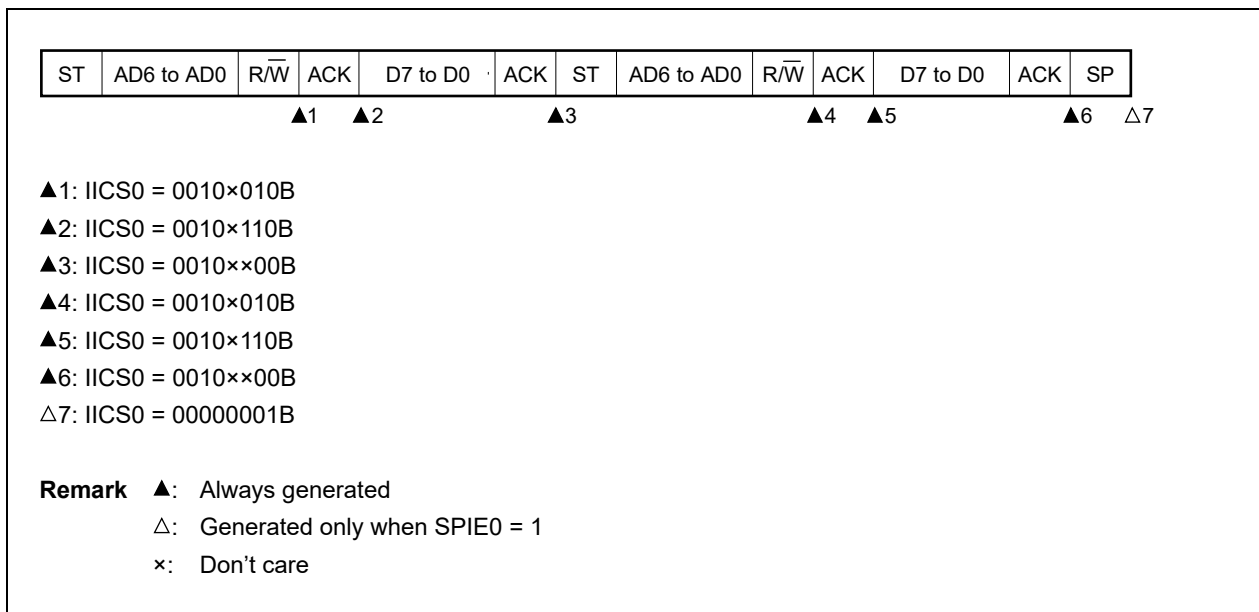 ST AD6 to AD0 R/W̅ ACK D7 to D0 ACK ST AD6 to AD0 R/W̅ ACK D7 to D0 ACK SP
▲1 ▲2 ▲3 ▲4 ▲5 ▲6 △7
▲1: IICS0 = 0010×010B
▲2: IICS0 = 0010×110B
▲3: IICS0 = 0010××00B
▲4: IICS0 = 0010×010B
▲5: IICS0 = 0010×110B
▲6: IICS0 = 0010××00B
△7: IICS0 = 00000001B
Remark ▲: Always generated
△: Generated only when SPIE0 = 1
×: Don't care